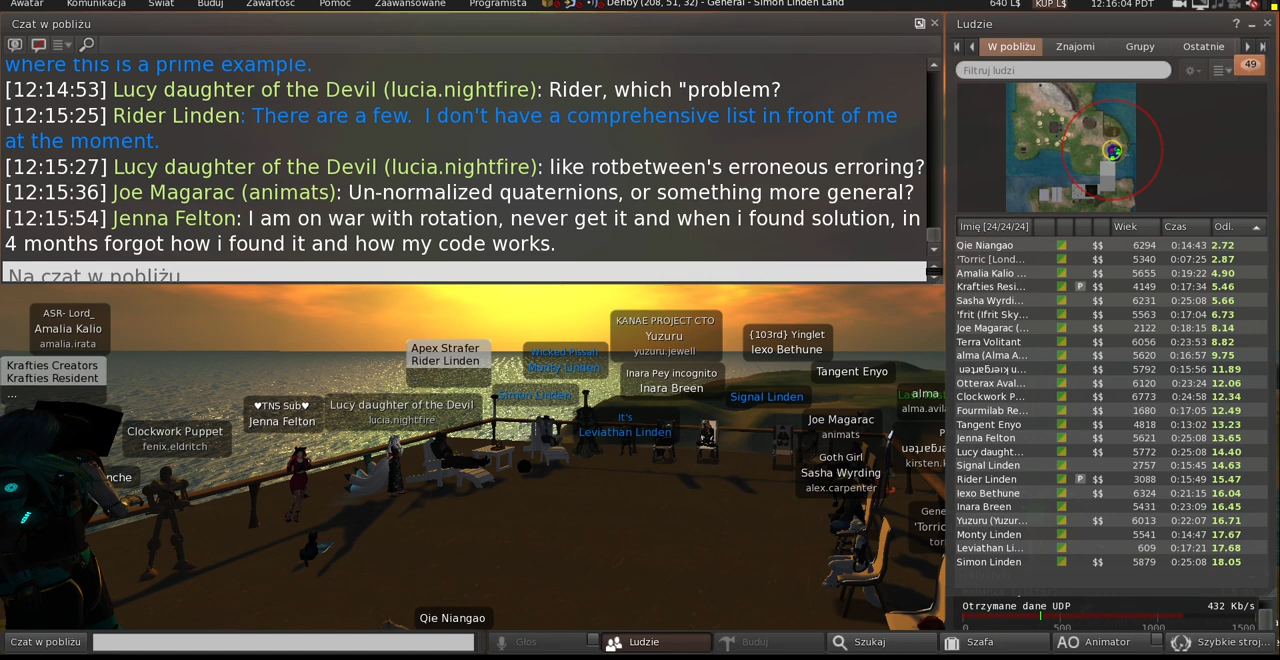 Awatar Komunikacja Świat Buduj Zawartość Pomoc Zaawansowane Programista Denby (208, 51, 32) - General - Simon Linden Land 640 L$ KUP L$ 12:16:04 PDT
Czat w pobliżu
where this is a prime example.
[12:14:53] Lucy daughter of the Devil (lucia.nightfire): Rider, which "problem?
[12:15:25] Rider Linden: There are a few. I don't have a comprehensive list in front of me
at the moment.
[12:15:27] Lucy daughter of the Devil (lucia.nightfire): like rotbetween's erroneous erroring?
[12:15:36] Joe Magarac (animats): Un-normalized quaternions, or something more general?
[12:15:54] Jenna Felton: I am on war with rotation, never get it and when i found solution, in
4 months forgot how i found it and how my code works.
Na czat w pobliżu
ASR- Lord_
Amalia Kalio
amalia.irata
Krafties Creators
Krafties Resident
...
Clockwork Puppet
fenix.eldritch
nche
♥TNS Sub♥
Jenna Felton
Lucy daughter of the Devil
lucia.nightfire
Apex Strafer
Rider Linden
Wicked Pissah
Monty Linden
Simon Linden
It's
Leviathan Linden
KANAE PROJECT CTO
Yuzuru
yuzuru.jewell
Inara Pey incognito
Inara Breen
{103rd} Yinglet
Iexo Bethune
Tangent Enyo
Signal Linden
alma
alma.avila
Joe Magarac
animats
Goth Girl
Sasha Wyrding
alex.carpenter
kirsten.
Gene
'Torric
tor
Qie Niangao
Ludzie
W pobliżu Znajomi Grupy Ostatnie
Filtruj ludzi
49
Imię [24/24/24] Wiek Czas Odl.
Qie Niangao $$ 6294 0:14:43 2.72
'Torric [Lond... $$ 5340 0:07:25 2.87
Amalia Kalio ... $$ 5655 0:19:22 4.90
Krafties Resi... P $$ 4149 0:17:34 5.46
Sasha Wyrdi... $$ 6231 0:25:08 5.66
'frit (Ifrit Sky... $$ 5563 0:17:04 6.73
Joe Magarac (... $$ 2122 0:18:15 8.14
Terra Volitant $$ 6056 0:23:53 8.82
alma (Alma A... $$ 5620 0:16:57 9.75
$$ 5792 0:15:56 11.89
Otterax Aval... $$ 6120 0:23:24 12.06
Clockwork P... $$ 6773 0:24:58 12.34
Fourmilab Re... $$ 1680 0:17:05 12.49
Tangent Enyo $$ 4818 0:13:02 13.23
Jenna Felton $$ 5621 0:25:08 13.65
Lucy daught... $$ 5772 0:25:08 14.40
Signal Linden 2757 0:15:45 14.63
Rider Linden P $$ 3088 0:15:49 15.47
Iexo Bethune $$ 6324 0:21:15 16.04
Inara Breen 5431 0:23:09 16.45
Yuzuru (Yuzur... $$ 6013 0:22:07 16.71
Monty Linden 5541 0:14:47 17.67
Leviathan Li... 609 0:17:21 17.68
Simon Linden $$ 5879 0:25:08 18.05
Otrzymane dane UDP 432 Kb/s
0 500 1000 1500
Czat w pobliżu Głos Ludzie Buduj Szukaj Szafa AO Animator Szybkie stroj...